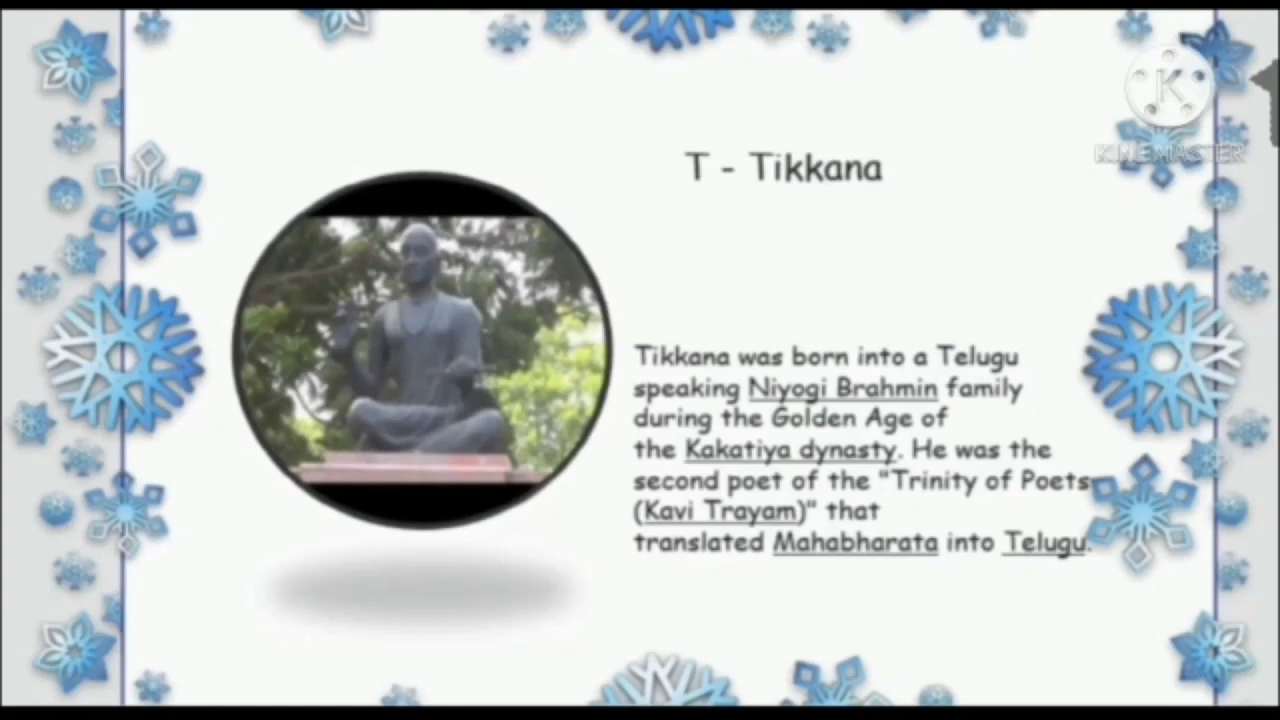 K
KINEMASTER
T - Tikkana
Tikkana was born into a Telugu
speaking Niyogi Brahmin family
during the Golden Age of
the Kakatiya dynasty. He was the
second poet of the "Trinity of Poets
(Kavi Trayam)" that
translated Mahabharata into Telugu.